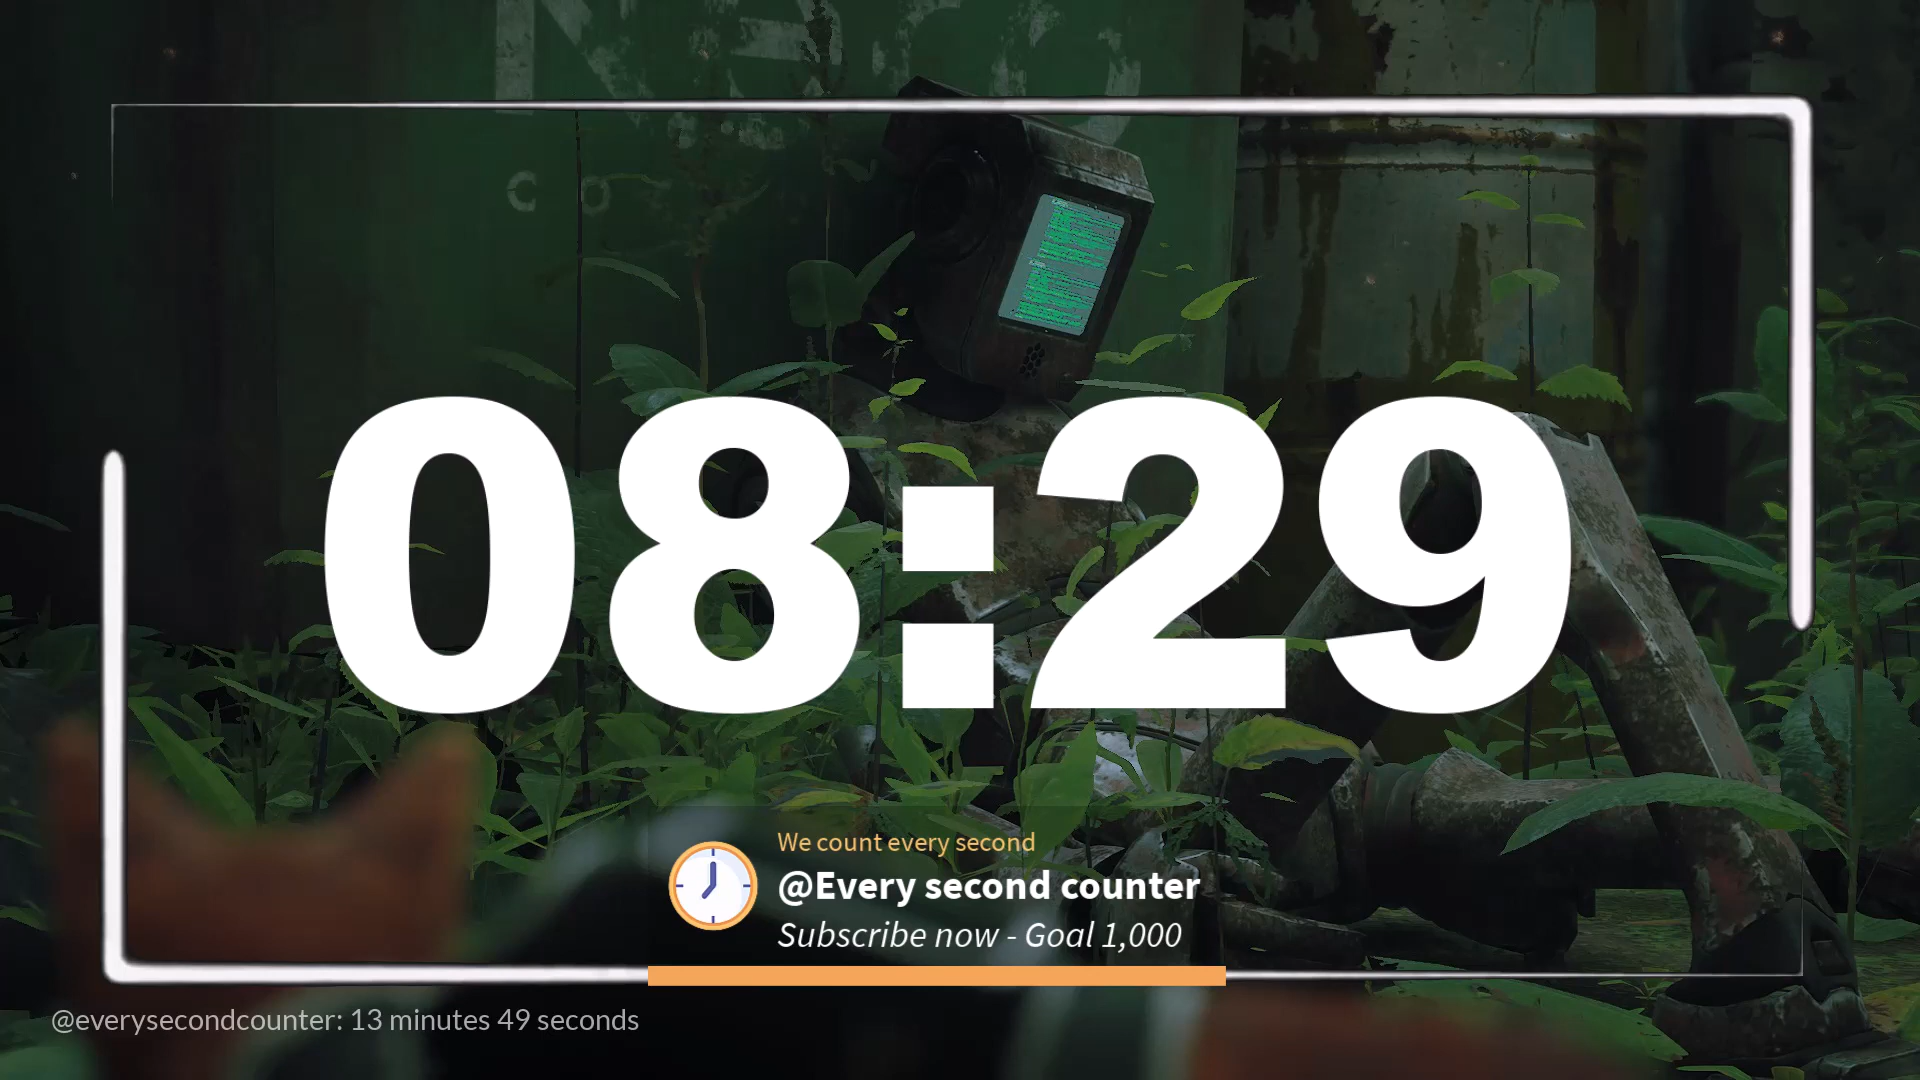 08:29
We count every second
@Every second counter
Subscribe now - Goal 1,000
@everysecondcounter: 13 minutes 49 seconds